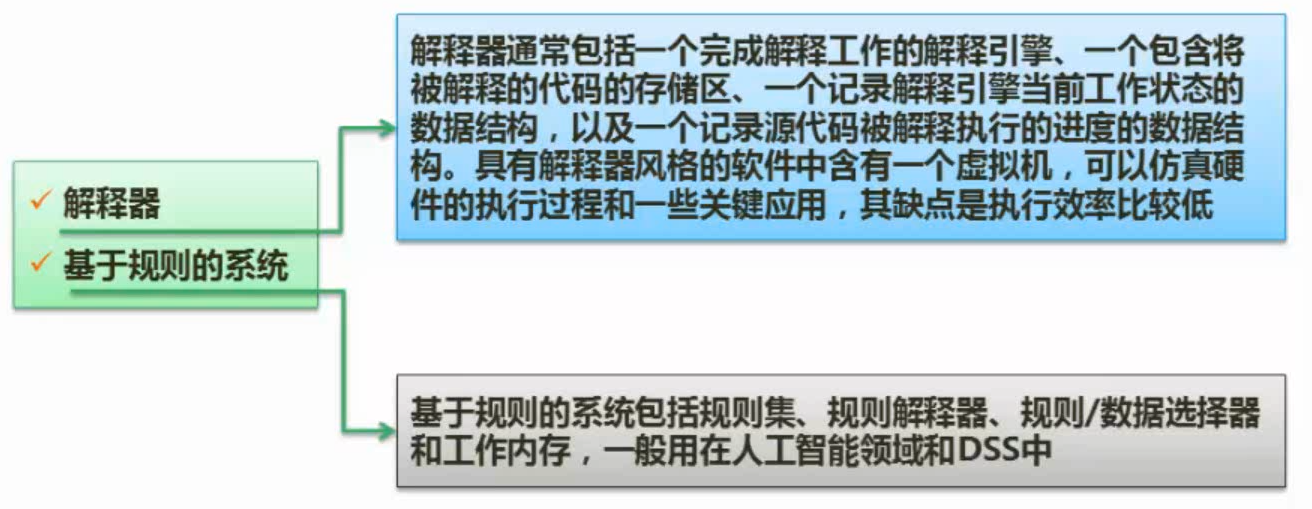 解释器通常包括一个完成解释工作的解释引擎、一个包含将
被解释的代码的存储区、一个记录解释引擎当前工作状态的
数据结构，以及一个记录源代码被解释执行的进度的数据结
构。具有解释器风格的软件中含有一个虚拟机，可以仿真硬
件的执行过程和一些关键应用，其缺点是执行效率比较低
✓ 解释器
✓ 基于规则的系统
基于规则的系统包括规则集、规则解释器、规则/数据选择器
和工作内存，一般用在人工智能领域和DSS中